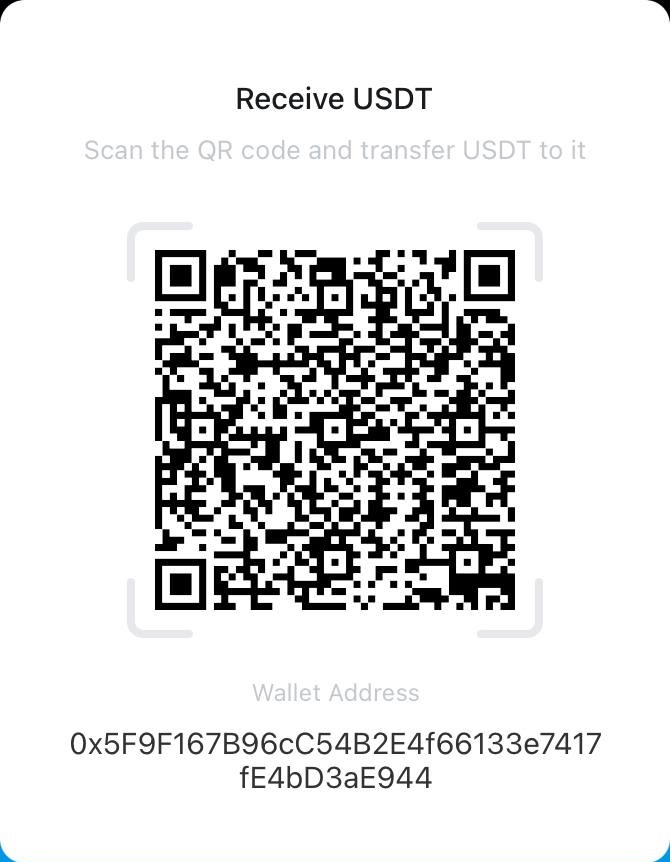 Receive USDT
Scan the QR code and transfer USDT to it
Wallet Address
0x5F9F167B96cC54B2E4f66133e7417
fE4bD3aE944